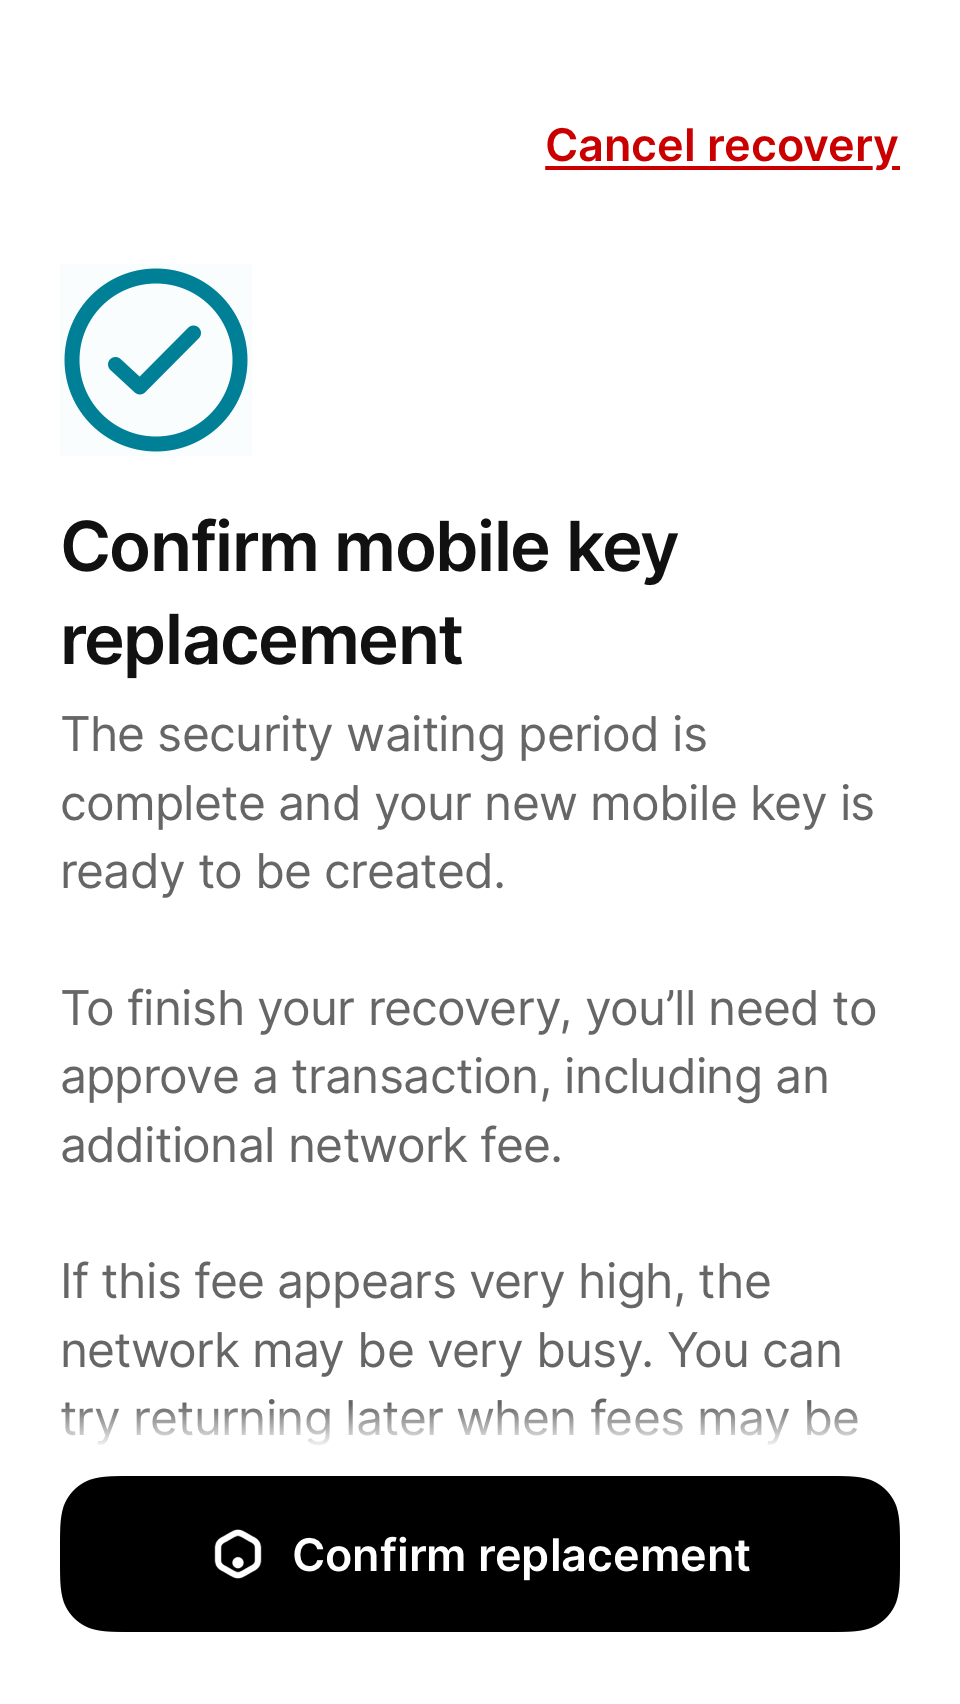 Cancel recovery
Confirm mobile key
replacement
The security waiting period is
complete and your new mobile key is
ready to be created.
To finish your recovery, you’ll need to
approve a transaction, including an
additional network fee.
If this fee appears very high, the
network may be very busy. You can
try returning later when fees may be
Confirm replacement